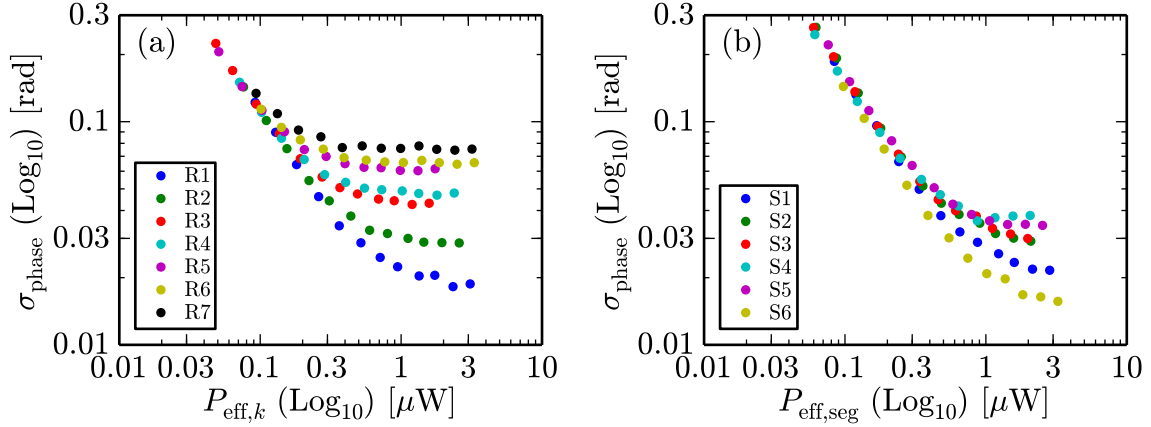 (a)
0.3
0.1
0.03
0.01
σphase (Log10) [rad]
R1
R2
R3
R4
R5
R6
R7
0.01 0.03 0.1 0.3 1 3 10
Peff,k (Log10) [μW]
(b)
0.3
0.1
0.03
0.01
σphase (Log10) [rad]
S1
S2
S3
S4
S5
S6
0.01 0.03 0.1 0.3 1 3 10
Peff,seg (Log10) [μW]